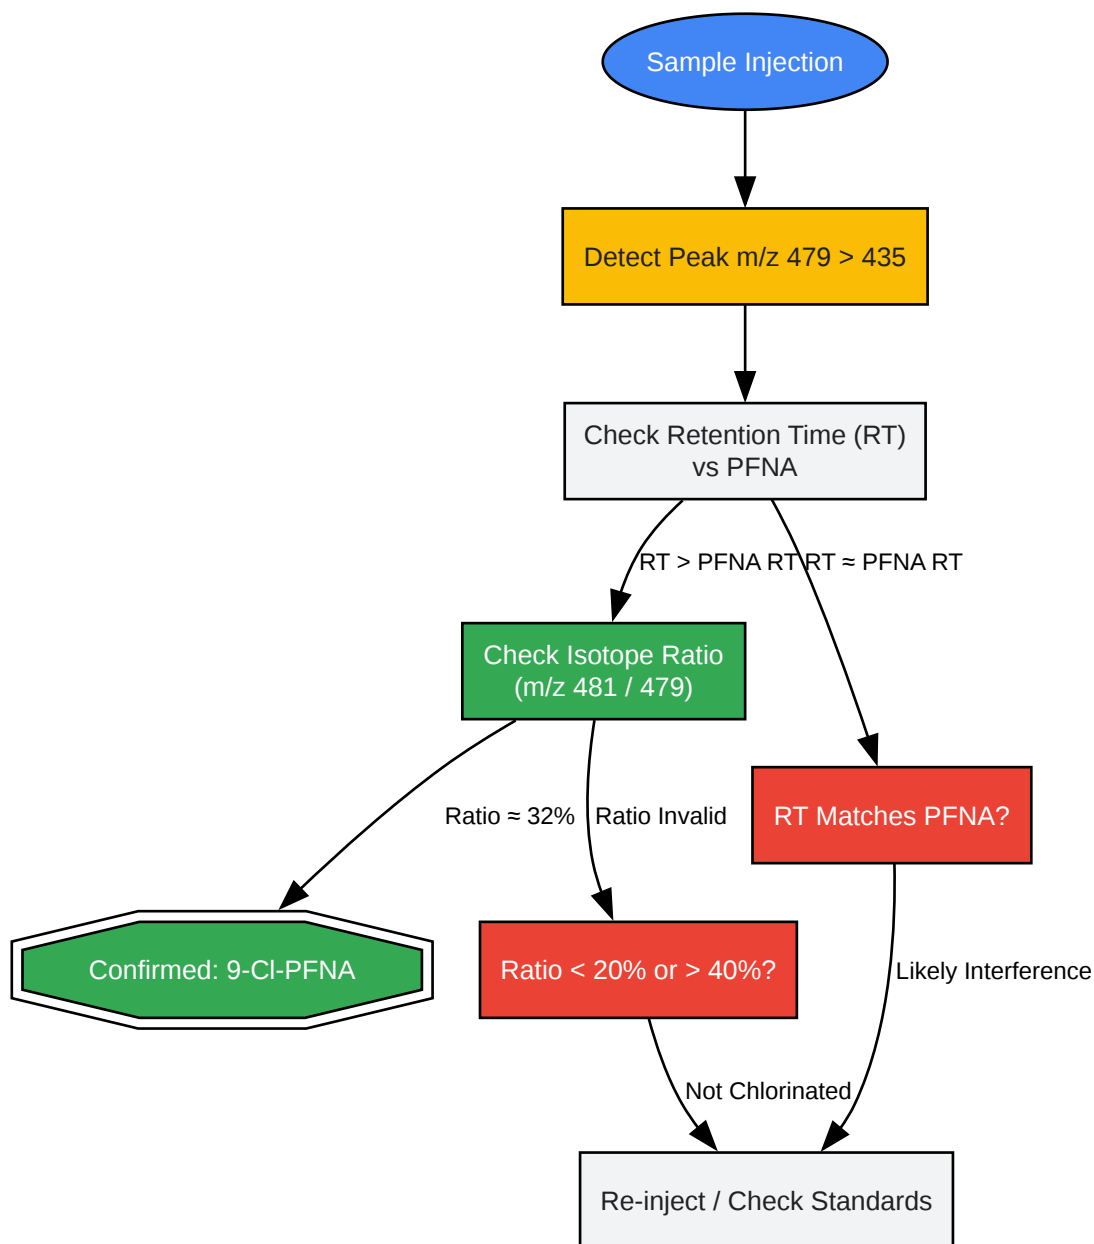 Sample Injection
Detect Peak m/z 479 > 435
Check Retention Time (RT)
vs PFNA
RT > PFNA RT
RT ≈ PFNA RT
Check Isotope Ratio
(m/z 481 / 479)
RT Matches PFNA?
Ratio ≈ 32%
Ratio Invalid
Confirmed: 9-Cl-PFNA
Ratio < 20% or > 40%?
Likely Interference
Not Chlorinated
Re-inject / Check Standards